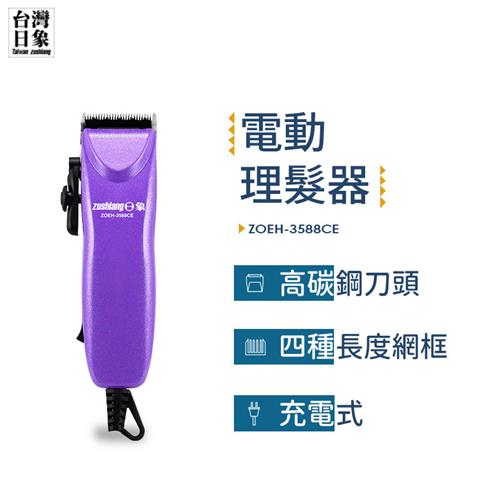 台灣
日象
Taiwan zushiang
電動
理髮器
ZOEH-3588CE
zushiang日象
ZOEH-3588CE
高碳鋼刀頭
四種長度網框
充電式